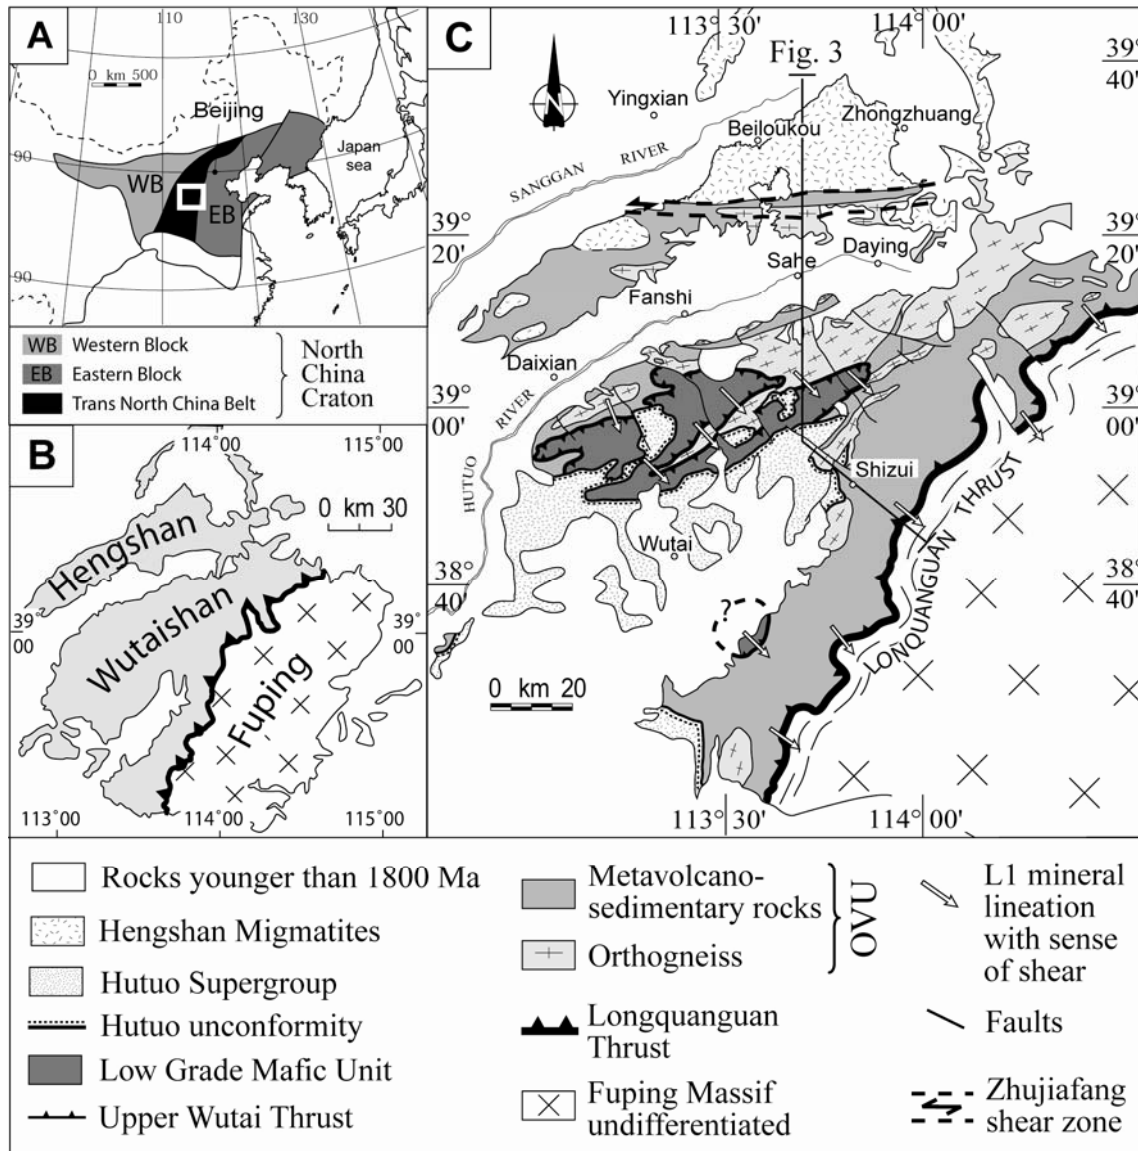 A
110
130
0 km 500
Beijing
Japan
sea
90
WB
EB
90
WB Western Block
EB Eastern Block
Trans North China Belt
North
China
Craton
B
114°00
115°00
0 km 30
Hengshan
Wutaishan
Fuping
39°
00
39°
00
113°00
114°00
115°00
C
113°30
114°00
39°
40'
Fig. 3
N
Yingxian
Zhongzhuang
Beiloukou
SANGGAN RIVER
39°
20'
39°
20'
Daying
Sahe
Fanshi
Daixian
HUTUO RIVER
39°
00'
39°
00'
Shizui
Wutai
LONQUANGUAN THRUST
38°
40'
38°
40'
?
0 km 20
113°30'
114°00'
Rocks younger than 1800 Ma
Hengshan Migmatites
Hutuo Supergroup
Hutuo unconformity
Low Grade Mafic Unit
Upper Wutai Thrust
Metavolcano-
sedimentary rocks
Orthogneiss
OVU
Longquanguan
Thrust
Fuping Massif
undifferentiated
L1 mineral
lineation
with sense
of shear
Faults
Zhujiafang
shear zone